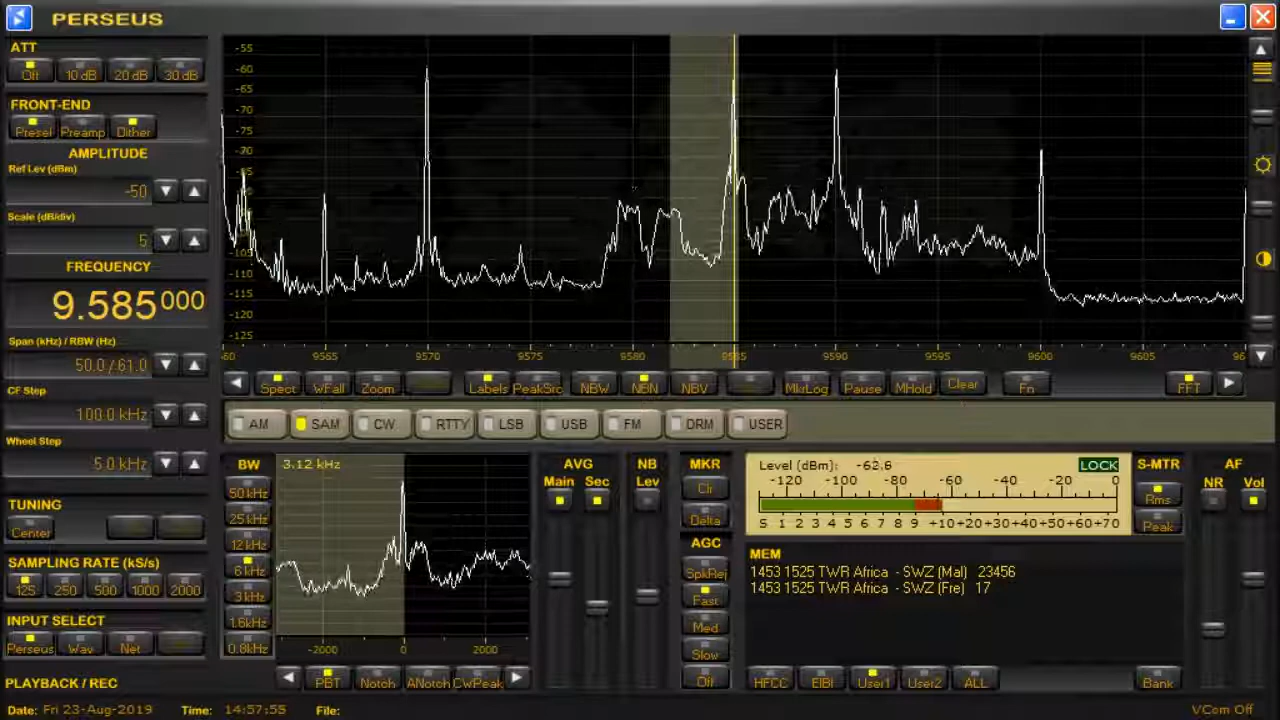 PERSEUS
ATT
Off 10 dB 20 dB 30 dB
FRONT-END
Presel Preamp Dither
AMPLITUDE
Ref Lev (dBm)
-50
Scale (dB/div)
5
FREQUENCY
9.585000
Span (kHz) / RBW (Hz)
50.0 / 61.0
CF Step
100.0 kHz
Wheel Step
5.0 kHz
TUNING
Center
SAMPLING RATE (kS/s)
125 250 500 1000 2000
INPUT SELECT
Perseus Wav Net
PLAYBACK / REC
-55
-60
-65
-70
-75
-80
-85
-105
-110
-115
-125
9565 9570 9575 9580 9585 9590 9595 9600 9605
Spect WFall Zoom Labels PeakSrc NBW NBN NBV MkrLog Pause MHold Clear Fn FFT
AM SAM CW RTTY LSB USB FM DRM USER
BW
50 kHz
25 kHz
12 kHz
6 kHz
3 kHz
1.6kHz
0.8kHz
3.12 kHz
-2000 0 2000
PBT Notch ANotch CwPeak
AVG
Main Sec
NB
Lev
MKR
Clr
Delta
AGC
SpkRej
Fast
Med
Slow
Off
Level (dBm): -62.6 LOCK
-120 -100 -80 -60 -40 -20 0
S 1 2 3 4 5 6 7 8 9 +10 +20 +30 +40 +50 +60 +70
S-MTR
Rms
Peak
MEM
1453 1525 TWR Africa - SWZ (Mal) 23456
1453 1525 TWR Africa - SWZ (Fre) 17
HFCC EIBI User1 User2 ALL Bank
AF
NR Vol
Date: Fri 23-Aug-2019 Time: 14:57:55 File: VCom Off